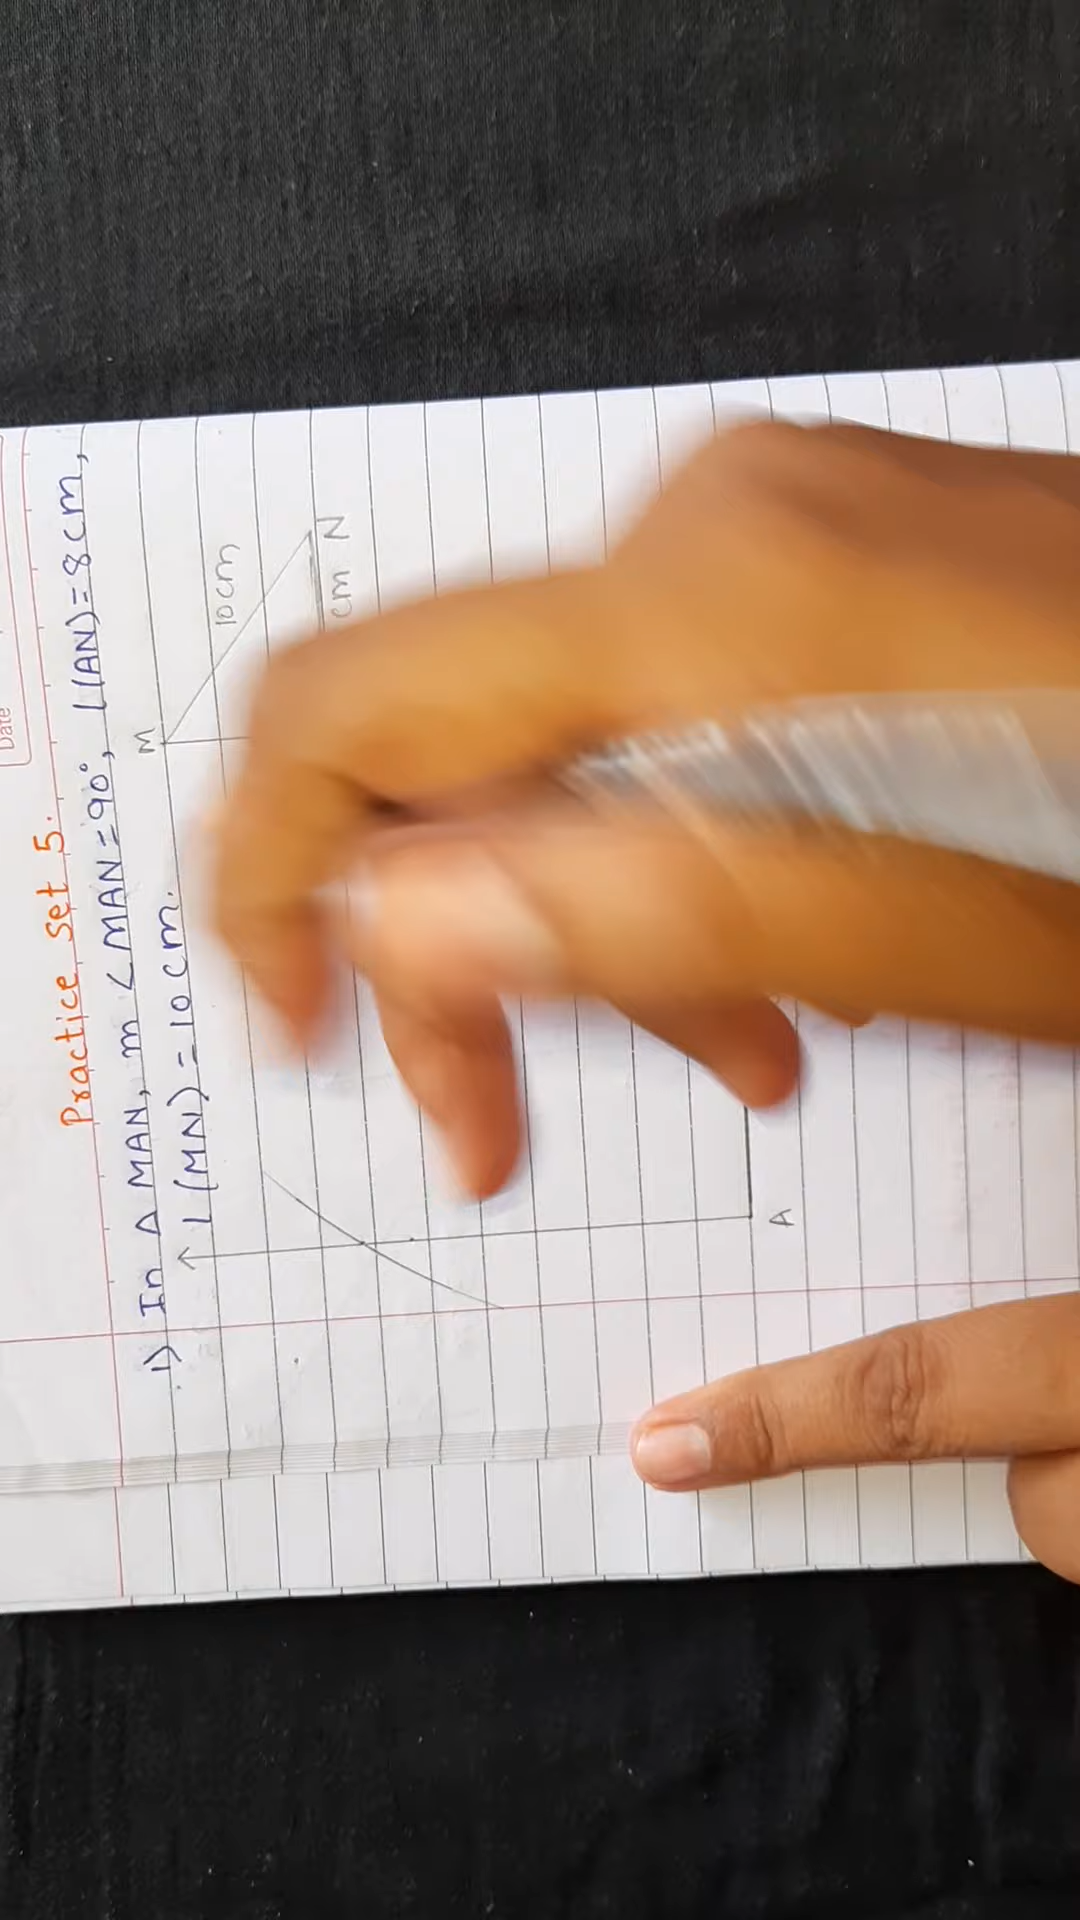 Date
Practice set 5.
1) In △ MAN, m < MAN = 90°, l(AN) = 8cm,
l(MN) = 10cm.
M
10cm
cm N
A